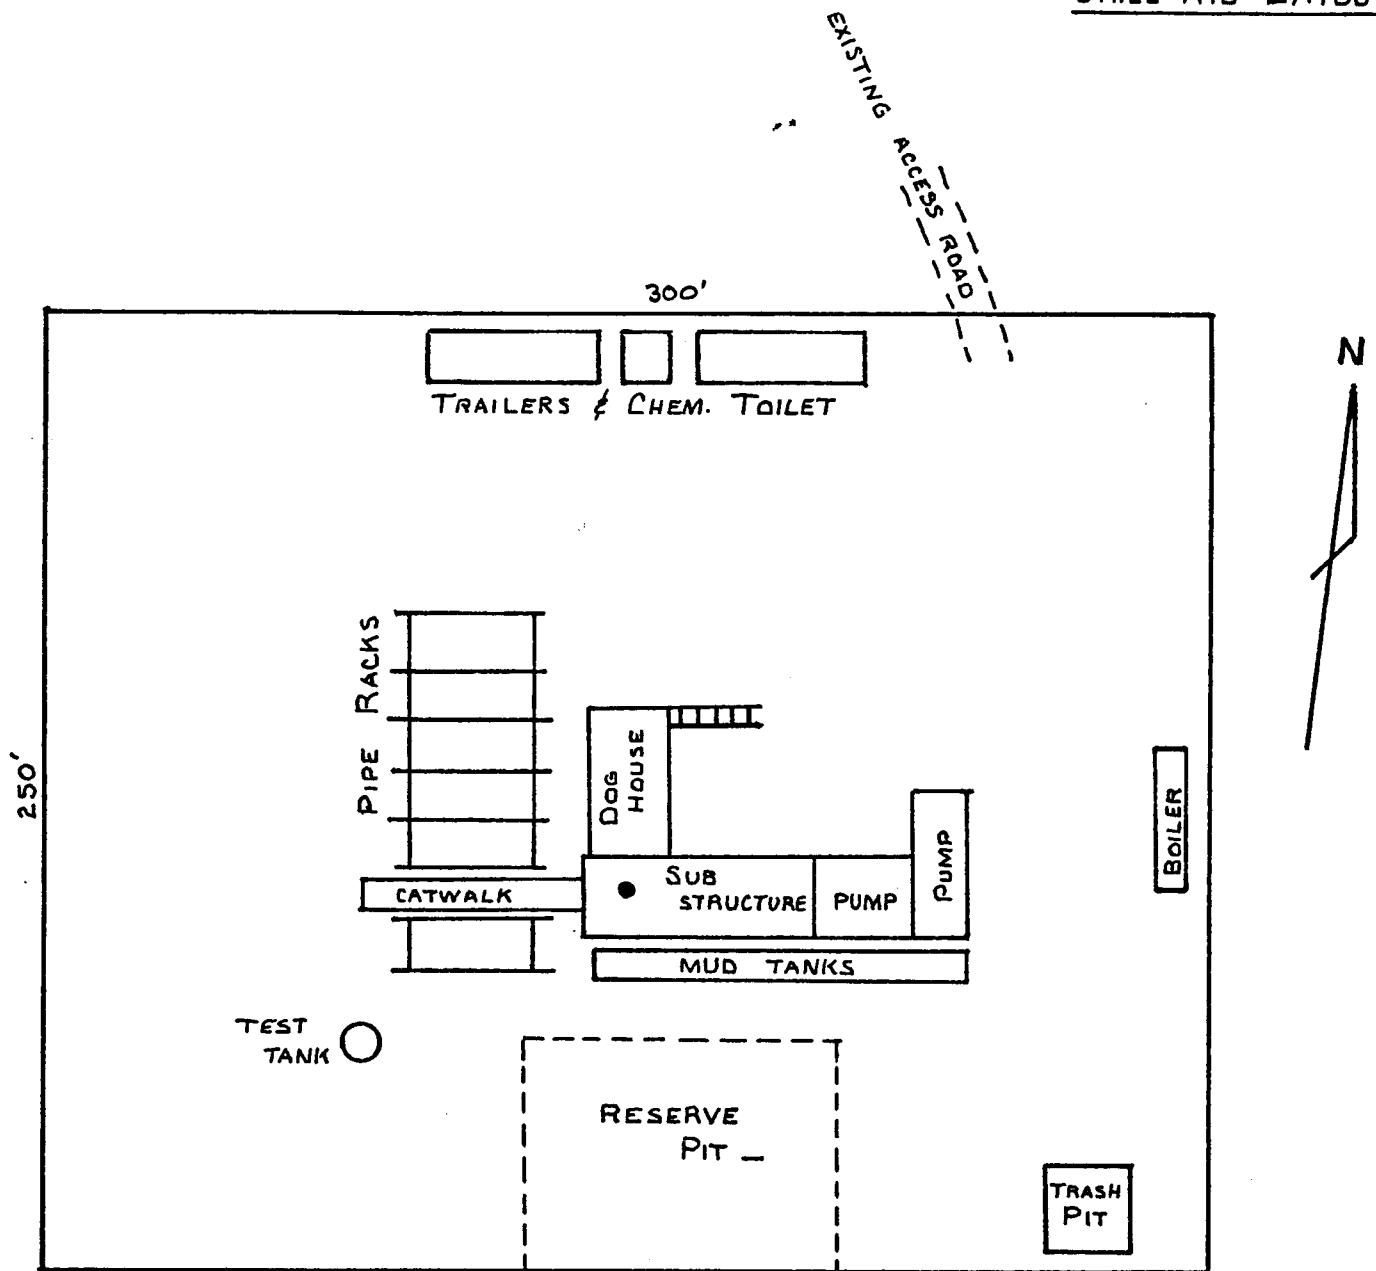 EXISTING ACCESS ROAD
300'
N
TRAILERS & CHEM. TOILET
PIPE RACKS
DOG
HOUSE
250'
BOILER
PUMP
SUB
STRUCTURE
PUMP
CATWALK
MUD TANKS
TEST
TANK
RESERVE
PIT
TRASH
PIT